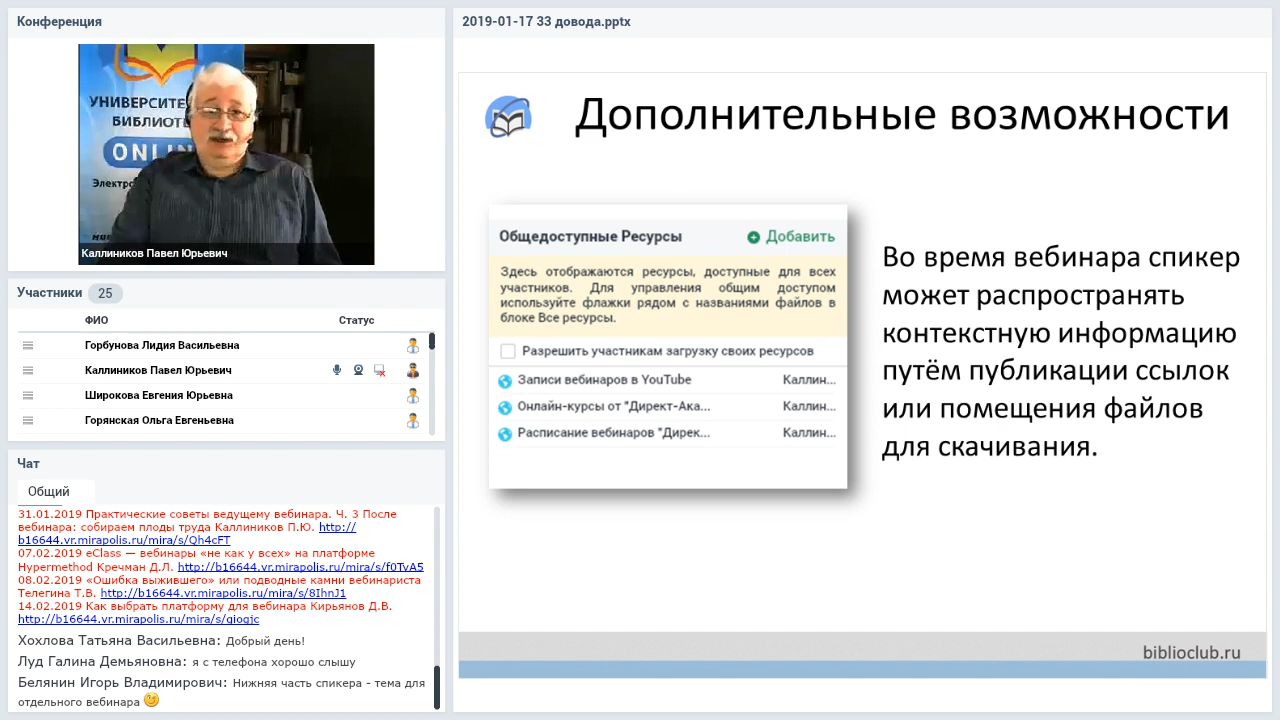 Конференция
УНИВЕРСИТЕ
БИБЛИОТЕ
ONLIN
Электро
Каллиников Павел Юрьевич
Участники 25
ФИО Статус
Горбунова Лидия Васильевна
Каллиников Павел Юрьевич
Широкова Евгения Юрьевна
Горянская Ольга Евгеньевна
Чат
Общий
31.01.2019 Практические советы ведущему вебинара. Ч. 3 После
вебинара: собираем плоды труда Каллиников П.Ю. http://
b16644.vr.mirapolis.ru/mira/s/Qh4cFT
07.02.2019 eClass — вебинары «не как у всех» на платформе
Hypermethod Кречман Д.Л. http://b16644.vr.mirapolis.ru/mira/s/f0TvA5
08.02.2019 «Ошибка выжившего» или подводные камни вебинариста
Телегина Т.В. http://b16644.vr.mirapolis.ru/mira/s/8IhnJ1
14.02.2019 Как выбрать платформу для вебинара Кирьянов Д.В.
http://b16644.vr.mirapolis.ru/mira/s/giogjc
Хохлова Татьяна Васильевна: Добрый день!
Луд Галина Демьяновна: я с телефона хорошо слышу
Белянин Игорь Владимирович: Нижняя часть спикера - тема для
отдельного вебинара
2019-01-17 33 довода.pptx
Дополнительные возможности
Общедоступные Ресурсы Добавить
Здесь отображаются ресурсы, доступные для всех
участников. Для управления общим доступом
используйте флажки рядом с названиями файлов в
блоке Все ресурсы.
Разрешить участникам загрузку своих ресурсов
Записи вебинаров в YouTube Каллин...
Онлайн-курсы от "Директ-Ака... Каллин...
Расписание вебинаров "Дирек... Каллин...
Во время вебинара спикер
может распространять
контекстную информацию
путём публикации ссылок
или помещения файлов
для скачивания.
biblioclub.ru